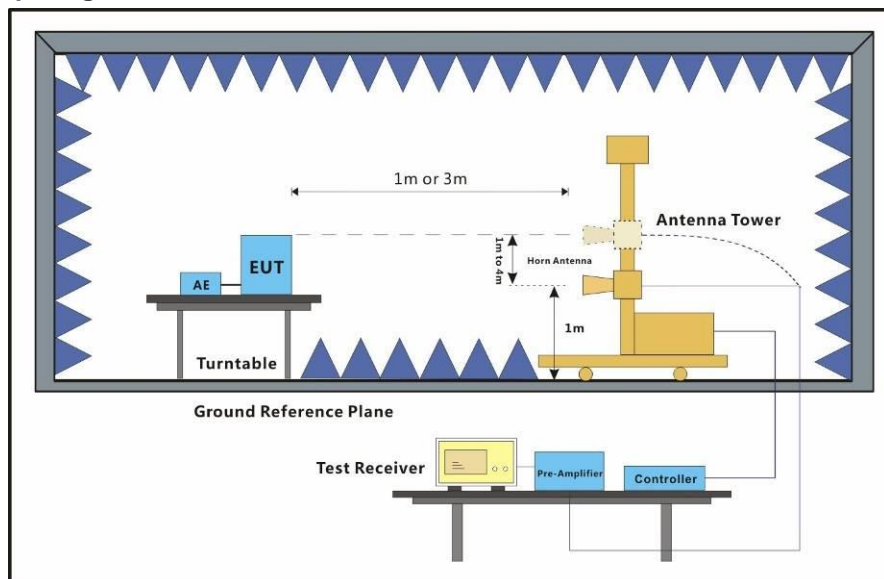 1m or 3m
Antenna Tower
1m to 4m
Horn Antenna
EUT
AE
1m
Turntable
Ground Reference Plane
Test Receiver
Pre-Amplifier
Controller